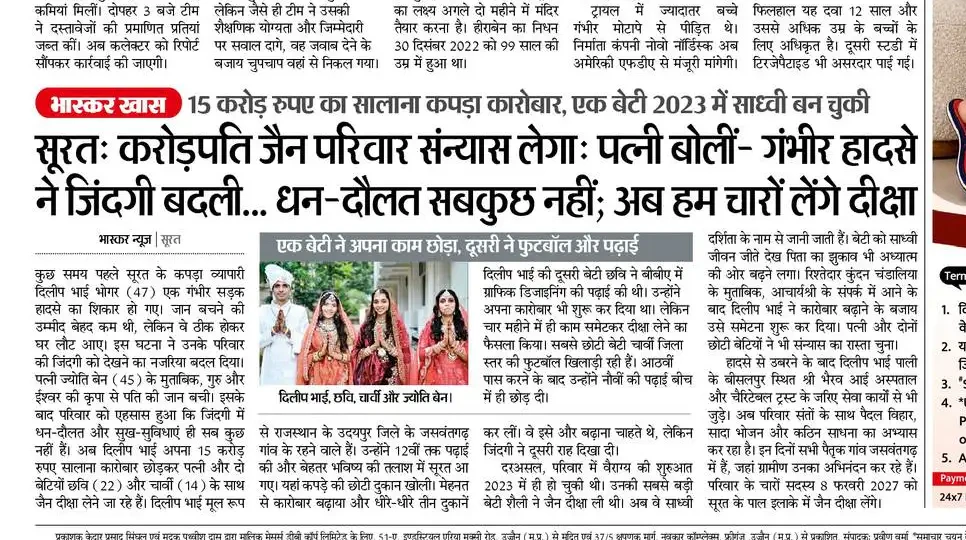 कमियां मिलीं। दोपहर 3 बजे टीम
ने दस्तावेजों की प्रमाणित प्रतियां
जब्त कीं। अब कलेक्टर को रिपोर्ट
सौंपकर कार्रवाई की जाएगी।
लेकिन जैसे ही टीम ने उसकी
शैक्षणिक योग्यता और जिम्मेदारी
पर सवाल दागे, वह जवाब देने के
बजाय चुपचाप वहां से निकल गया।
का लक्ष्य अगले दो महीने में मंदिर
तैयार करना है। हीराबेन का निधन
30 दिसंबर 2022 को 99 साल की
उम्र में हुआ था।
ट्रायल में ज्यादातर बच्चे
गंभीर मोटापे से पीड़ित थे।
निर्माता कंपनी नोवो नॉर्डिस्क अब
अमेरिकी एफडीए से मंजूरी मांगेगी।
फिलहाल यह दवा 12 साल और
उससे अधिक उम्र के बच्चों के
लिए अधिकृत है। दूसरी स्टडी में
टिरजेपैटाइड भी असरदार पाई गई।
भास्कर खास 15 करोड़ रुपए का सालाना कपड़ा कारोबार, एक बेटी 2023 में साध्वी बन चुकी
सूरतः करोड़पति जैन परिवार संन्यास लेगाः पत्नी बोलीं- गंभीर हादसे
ने जिंदगी बदली... धन-दौलत सबकुछ नहीं; अब हम चारों लेंगे दीक्षा
भास्कर न्यूज | सूरत
कुछ समय पहले सूरत के कपड़ा व्यापारी
दिलीप भाई भोगर (47) एक गंभीर सड़क
हादसे का शिकार हो गए। जान बचने की
उम्मीद बेहद कम थी, लेकिन वे ठीक होकर
घर लौट आए। इस घटना ने उनके परिवार
की जिंदगी को देखने का नजरिया बदल दिया।
पत्नी ज्योति बेन (45) के मुताबिक, गुरु और
ईश्वर की कृपा से पति की जान बची। इसके
बाद परिवार को एहसास हुआ कि जिंदगी में
धन-दौलत और सुख-सुविधाएं ही सब कुछ
नहीं हैं। अब दिलीप भाई अपना 15 करोड़
रुपए सालाना कारोबार छोड़कर पत्नी और दो
बेटियों छवि (22) और चार्वी (14) के साथ
जैन दीक्षा लेने जा रहे हैं। दिलीप भाई मूल रूप
एक बेटी ने अपना काम छोड़ा, दूसरी ने फुटबॉल और पढ़ाई
दिलीप भाई, छवि, चार्वी और ज्योति बेन।
दिलीप भाई की दूसरी बेटी छवि ने बीबीए में
ग्राफिक डिजाइनिंग की पढ़ाई की थी। उन्होंने
अपना कारोबार भी शुरू कर दिया था। लेकिन
चार महीने में ही काम समेटकर दीक्षा लेने का
फैसला किया। सबसे छोटी बेटी चार्वी जिला
स्तर की फुटबॉल खिलाड़ी रही हैं। आठवीं
पास करने के बाद उन्होंने नौवीं की पढ़ाई बीच
में ही छोड़ दी।
से राजस्थान के उदयपुर जिले के जसवंतगढ़
गांव के रहने वाले हैं। उन्होंने 12वीं तक पढ़ाई
की और बेहतर भविष्य की तलाश में सूरत आ
गए। यहां कपड़े की छोटी दुकान खोली। मेहनत
से कारोबार बढ़ाया और धीरे-धीरे तीन दुकानें
कर लीं। वे इसे और बढ़ाना चाहते थे, लेकिन
जिंदगी ने दूसरी राह दिखा दी।
दरअसल, परिवार में वैराग्य की शुरुआत
2023 में ही हो चुकी थी। उनकी सबसे बड़ी
बेटी शैली ने जैन दीक्षा ली थी। अब वे साध्वी
दर्शिता के नाम से जानी जाती हैं। बेटी को साध्वी
जीवन जीते देख पिता का झुकाव भी अध्यात्म
की ओर बढ़ने लगा। रिश्तेदार कुंदन चंडालिया
के मुताबिक, आचार्यश्री के संपर्क में आने के
बाद दिलीप भाई ने कारोबार बढ़ाने के बजाय
उसे समेटना शुरू कर दिया। पत्नी और दोनों
छोटी बेटियों ने भी संन्यास का रास्ता चुना।
हादसे से उबरने के बाद दिलीप भाई पाली
के बीसलपुर स्थित श्री भैरव आई अस्पताल
और चैरिटेबल ट्रस्ट के जरिए सेवा कार्यों से भी
जुड़े। अब परिवार संतों के साथ पैदल विहार,
सादा भोजन और कठिन साधना का अभ्यास
कर रहा है। इन दिनों सभी पैतृक गांव जसवंतगढ़
में हैं, जहां ग्रामीण उनका अभिनंदन कर रहे हैं।
परिवार के चारों सदस्य 8 फरवरी 2027 को
सूरत के पाल इलाके में जैन दीक्षा लेंगे।
Term
1.
2.
3.
4.
5. A
Payme
24x7